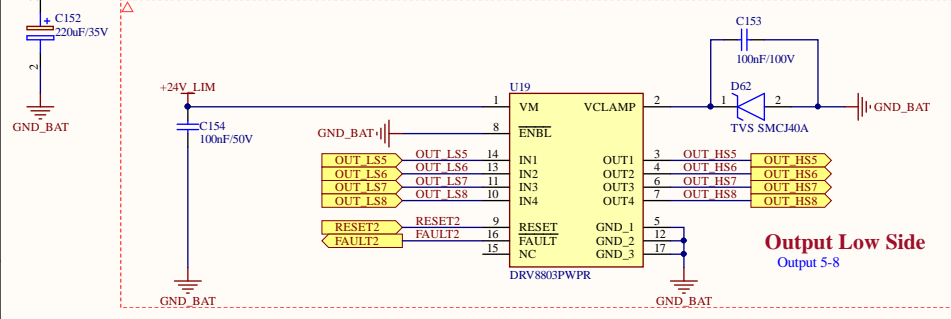 C152
220uF/35V
2
GND_BAT
+24V_LIM
C154
100nF/50V
GND_BAT
U19
1 VM VCLAMP 2
GND_BAT 8 ENBL
OUT_LS5 OUT_LS5 14 IN1 OUT1 3 OUT_HS5 OUT_HS5
OUT_LS6 OUT_LS6 13 IN2 OUT2 4 OUT_HS6 OUT_HS6
OUT_LS7 OUT_LS7 11 IN3 OUT3 6 OUT_HS7 OUT_HS7
OUT_LS8 OUT_LS8 10 IN4 OUT4 7 OUT_HS8 OUT_HS8
RESET2 RESET2 9 RESET GND_1 5
FAULT2 FAULT2 16 FAULT GND_2 12
15 NC GND_3 17
DRV8803PWPR
GND_BAT
C153
100nF/100V
D62
1 2
TVS SMCJ40A
GND_BAT
Output Low Side
Output 5-8